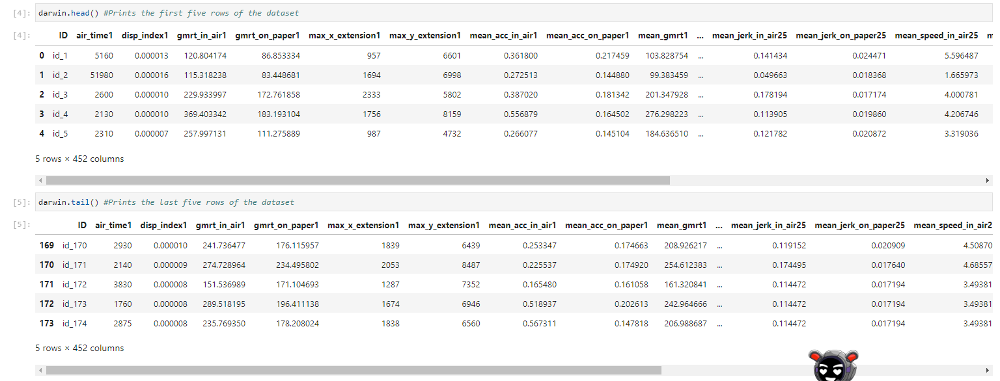 [4]: darwin.head() #Prints the first five rows of the dataset
[4]: ID air_time1 disp_index1 gmrt_in_air1 gmrt_on_paper1 max_x_extension1 max_y_extension1 mean_acc_in_air1 mean_acc_on_paper1 mean_gmrt1 ... mean_jerk_in_air25 mean_jerk_on_paper25 mean_speed_in_air25 m
0 id_1 5160 0.000013 120.804174 86.853334 957 6601 0.361800 0.217459 103.828754 ... 0.141434 0.024471 5.596487
1 id_2 51980 0.000016 115.318238 83.448681 1694 6998 0.272513 0.144880 99.383459 ... 0.049663 0.018368 1.665973
2 id_3 2600 0.000010 229.933997 172.761858 2333 5802 0.387020 0.181342 201.347928 ... 0.178194 0.017174 4.000781
3 id_4 2130 0.000010 369.403342 183.193104 1756 8159 0.556879 0.164502 276.298223 ... 0.113905 0.019860 4.206746
4 id_5 2310 0.000007 257.997131 111.275889 987 4732 0.266077 0.145104 184.636510 ... 0.121782 0.020872 3.319036
5 rows × 452 columns
[5]: darwin.tail() #Prints the last five rows of the dataset
[5]: ID air_time1 disp_index1 gmrt_in_air1 gmrt_on_paper1 max_x_extension1 max_y_extension1 mean_acc_in_air1 mean_acc_on_paper1 mean_gmrt1 ... mean_jerk_in_air25 mean_jerk_on_paper25 mean_speed_in_air2
169 id_170 2930 0.000010 241.736477 176.115957 1839 6439 0.253347 0.174663 208.926217 ... 0.119152 0.020909 4.50870
170 id_171 2140 0.000009 274.728964 234.495802 2053 8487 0.225537 0.174920 254.612383 ... 0.174495 0.017640 4.68557
171 id_172 3830 0.000008 151.536989 171.104693 1287 7352 0.165480 0.161058 161.320841 ... 0.114472 0.017194 3.49381
172 id_173 1760 0.000008 289.518195 196.411138 1674 6946 0.518937 0.202613 242.964666 ... 0.114472 0.017194 3.49381
173 id_174 2875 0.000008 235.769350 178.208024 1838 6560 0.567311 0.147818 206.988687 ... 0.114472 0.017194 3.49381
5 rows × 452 columns